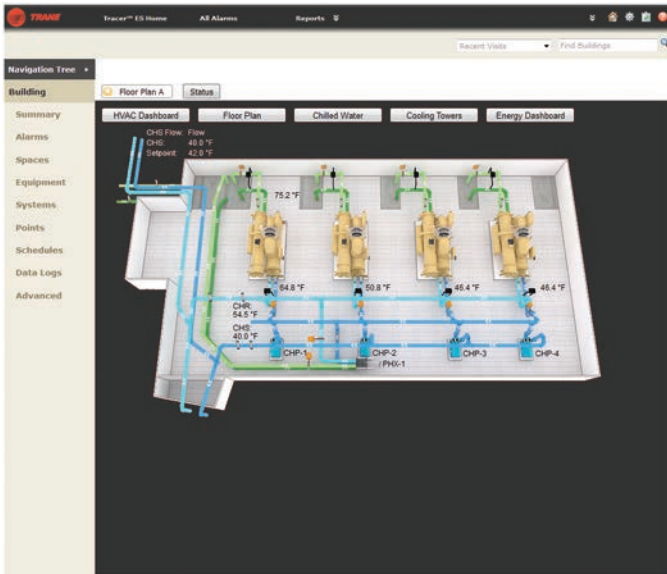 TRANE
Tracer™ ES Home
All Alarms
Reports
Recent Visits
Find Buildings
Navigation Tree
Building
Summary
Alarms
Spaces
Equipment
Systems
Points
Schedules
Data Logs
Advanced
Floor Plan A
Status
HVAC Dashboard
Floor Plan
Chilled Water
Cooling Towers
Energy Dashboard
CHS Flow: Flow
CHS: 40.0 °F
Setpoint: 42.0 °F
75.2 °F
54.8 °F
50.8 °F
46.4 °F
46.4 °F
CHR:
54.5 °F
CHS:
40.0 °F
CHP-1
CHP-2
CHP-3
CHP-4
PHX-1